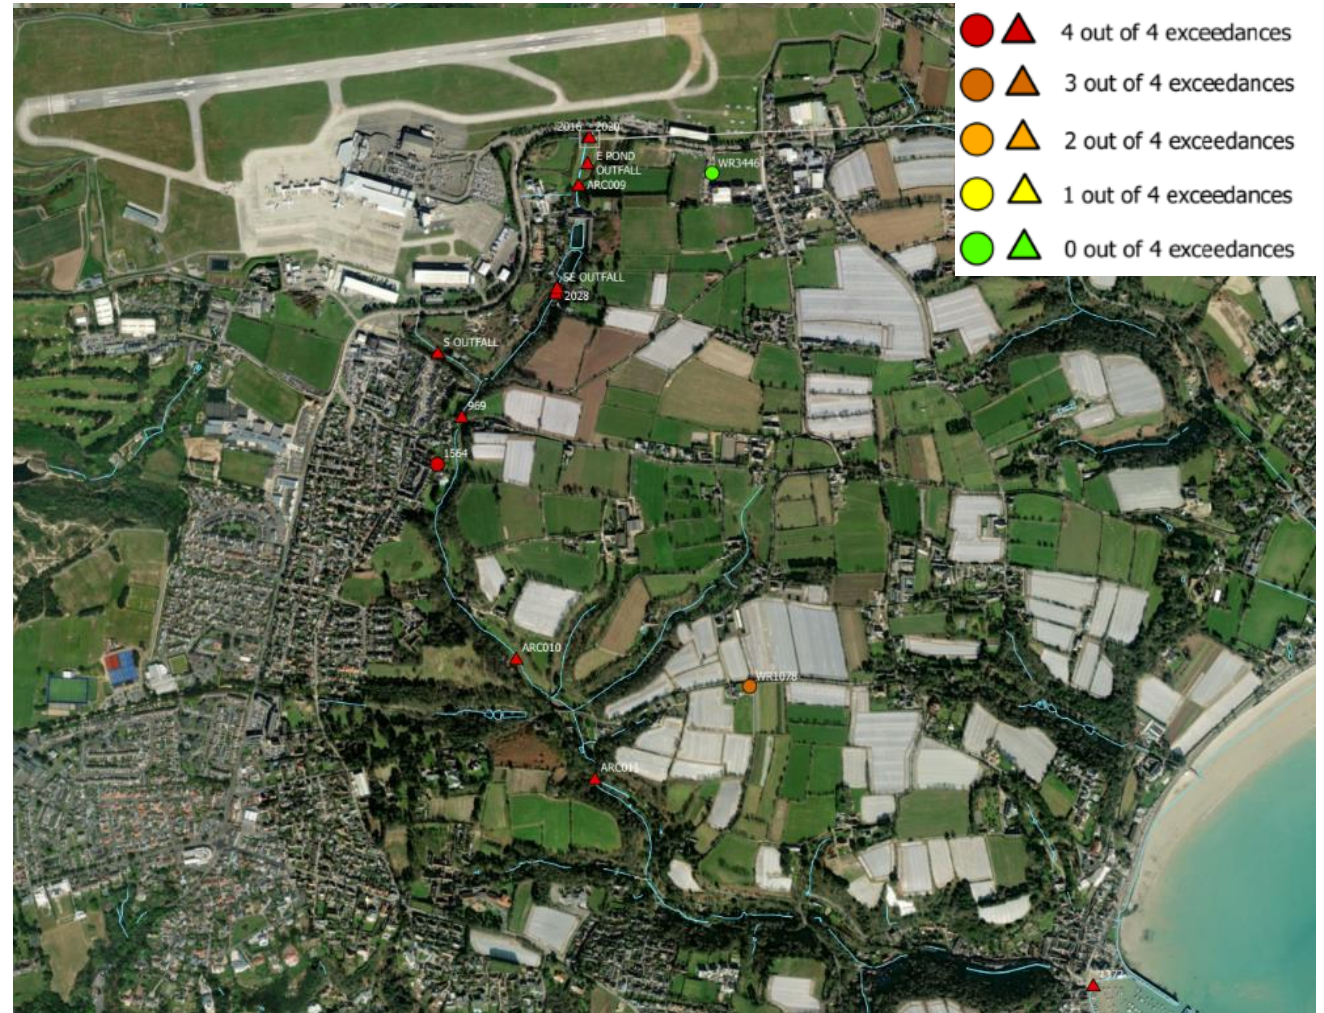 4 out of 4 exceedances
3 out of 4 exceedances
2 out of 4 exceedances
1 out of 4 exceedances
0 out of 4 exceedances
2016 2020
E POND
OUTFALL
ARC009
WR3446
SE OUTFALL
2028
S OUTFALL
969
1564
ARC010
WR1078
ARC011